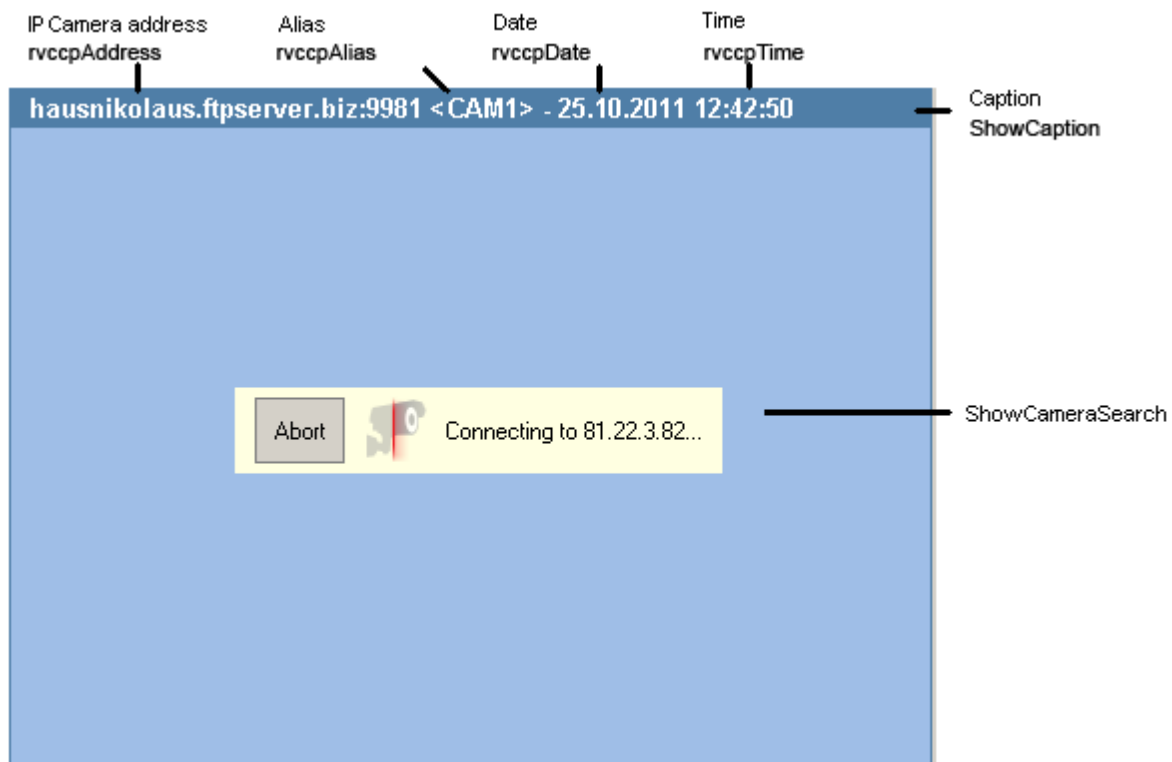 IP Camera address Alias Date Time
rvccpAddress rvccpAlias rvccpDate rvccpTime
hausnikolaus.ftpserver.biz:9981 <CAM1> - 25.10.2011 12:42:50
Caption
ShowCaption
Abort Connecting to 81.22.3.82...
ShowCameraSearch